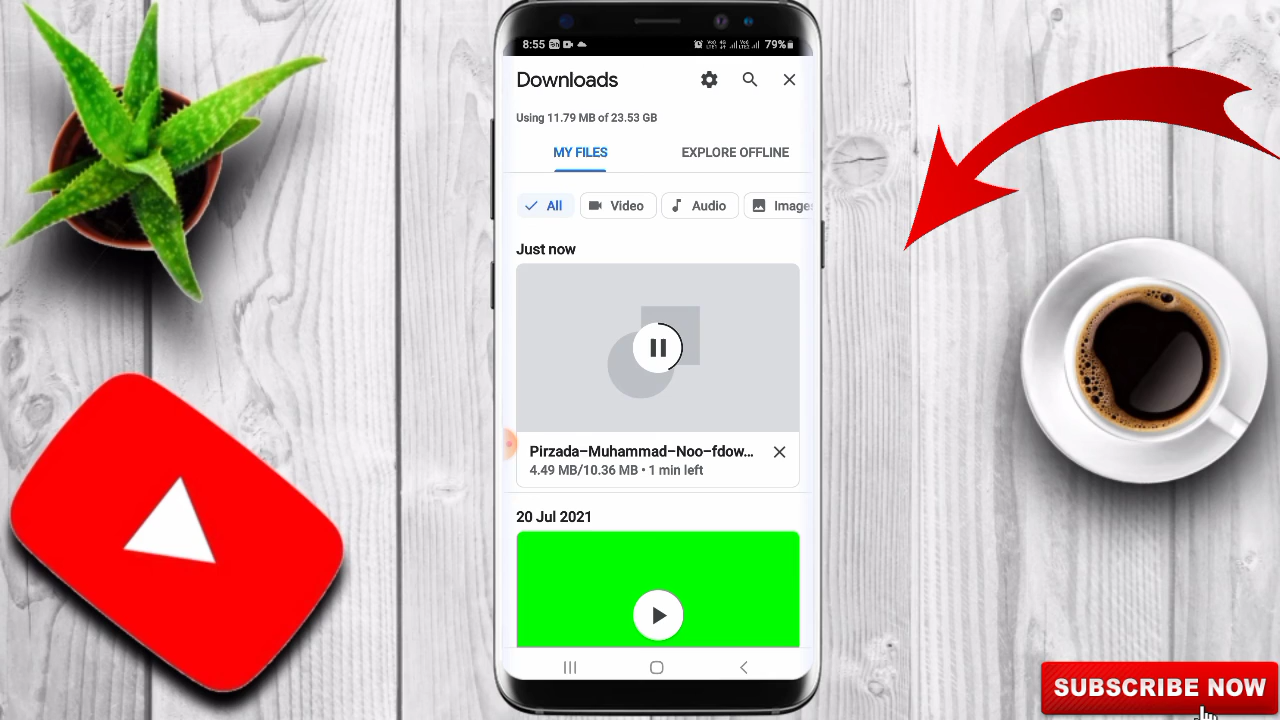 8:55
79%
Downloads
Using 11.79 MB of 23.53 GB
MY FILES
EXPLORE OFFLINE
All
Video
Audio
Image
Just now
Pirzada-Muhammad-Noo-fdow...
4.49 MB/10.36 MB • 1 min left
20 Jul 2021
SUBSCRIBE NOW